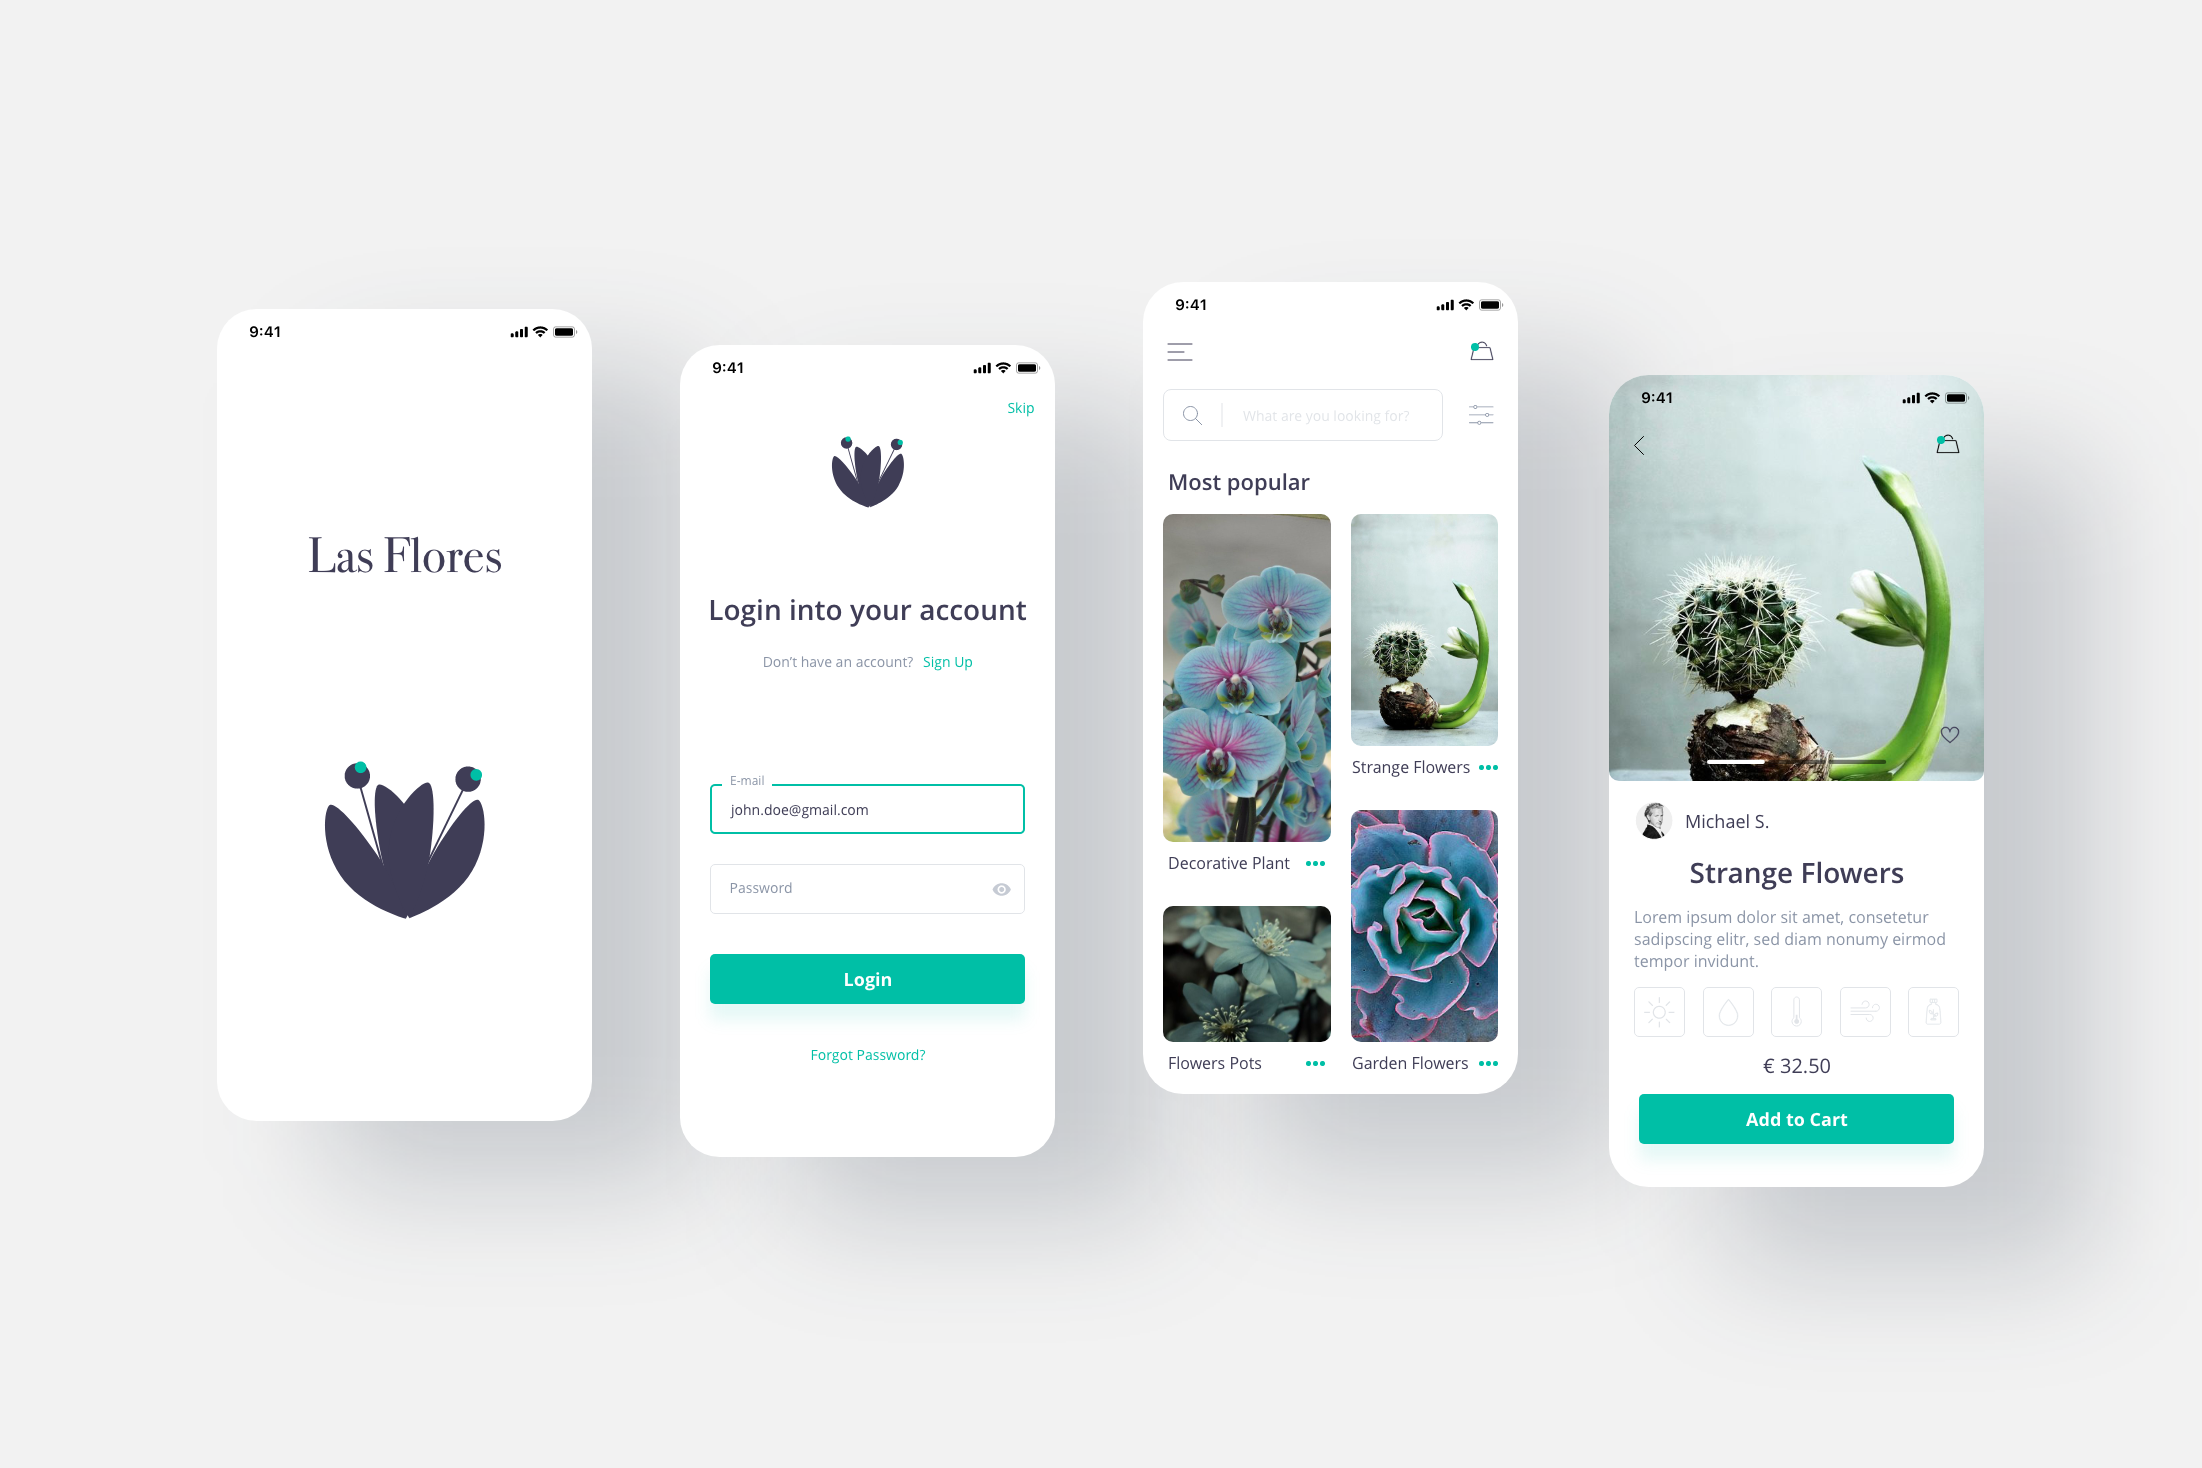 9:41
Las Flores
9:41
Skip
Login into your account
Don't have an account? Sign Up
E-mail
john.doe@gmail.com
Password
Login
Forgot Password?
9:41
What are you looking for?
Most popular
Decorative Plant
Strange Flowers
Flowers Pots
Garden Flowers
9:41
Michael S.
Strange Flowers
Lorem ipsum dolor sit amet, consetetur
sadipscing elitr, sed diam nonumy eirmod
tempor invidunt.
€ 32.50
Add to Cart